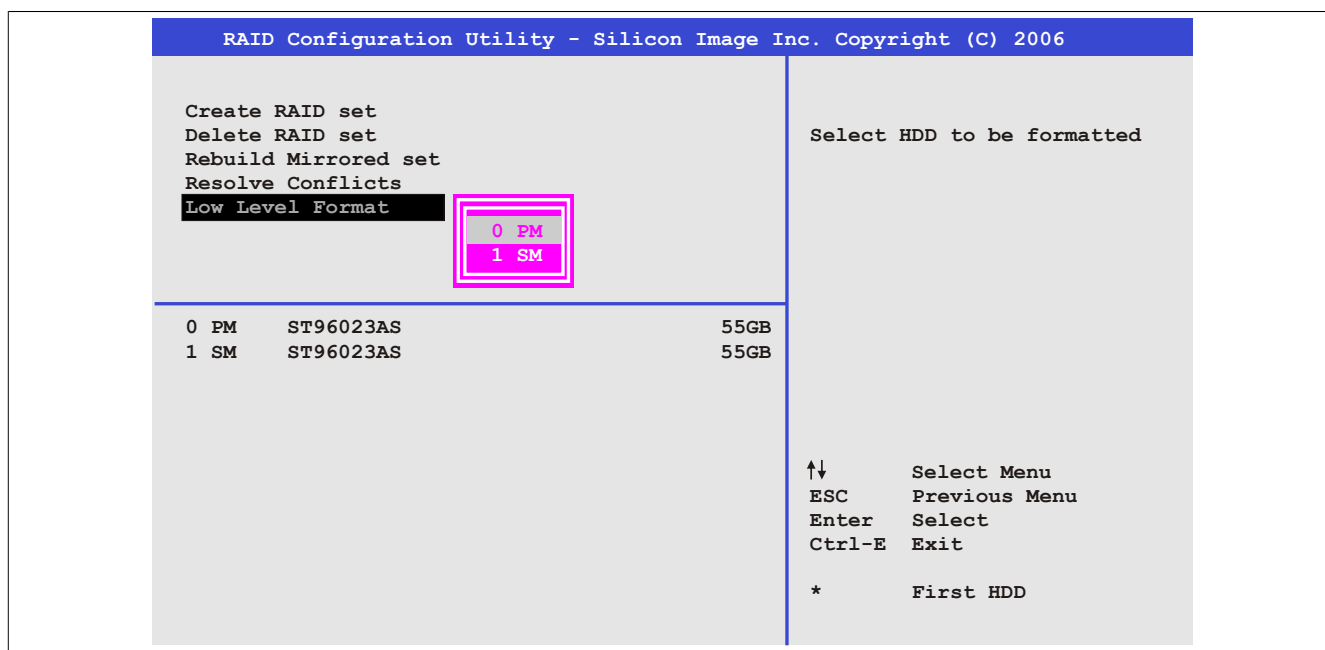 RAID Configuration Utility - Silicon Image Inc. Copyright (C) 2006
Create RAID set
Delete RAID set
Rebuild Mirrored set
Resolve Conflicts
Low Level Format
0 PM
1 SM
Select HDD to be formatted
0 PM ST96023AS 55GB
1 SM ST96023AS 55GB
↑↓ Select Menu
ESC Previous Menu
Enter Select
Ctrl-E Exit
* First HDD